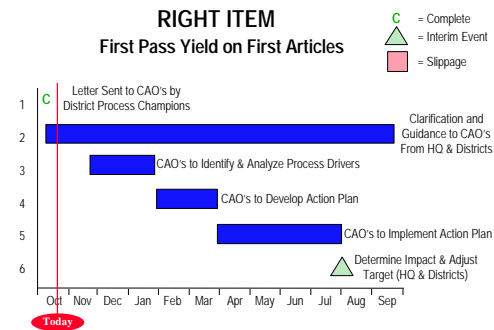 RIGHT ITEM
First Pass Yield on First Articles
C = Complete
= Interim Event
= Slippage
1 C Letter Sent to CAO's by
District Process Champions
2 Clarification and
Guidance to CAO's
From HQ & Districts
3 CAO's to Identify & Analyze Process Drivers
4 CAO's to Develop Action Plan
5 CAO's to Implement Action Plan
6 Determine Impact & Adjust
Target (HQ & Districts)
Oct Nov Dec Jan Feb Mar Apr May Jun Jul Aug Sep
Today